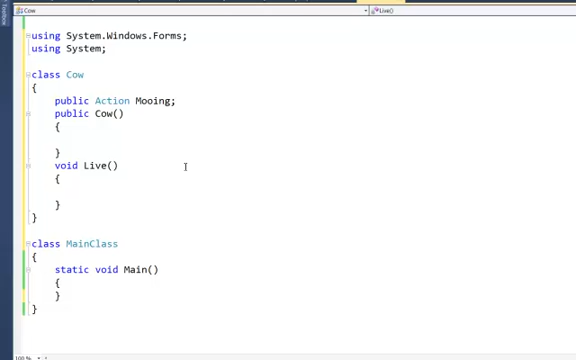 Toolbox
Cow
Live()
using System.Windows.Forms;
using System;
class Cow
{
public Action Mooing;
public Cow()
{
}
void Live()
{
}
}
class MainClass
{
static void Main()
{
}
}
100 %